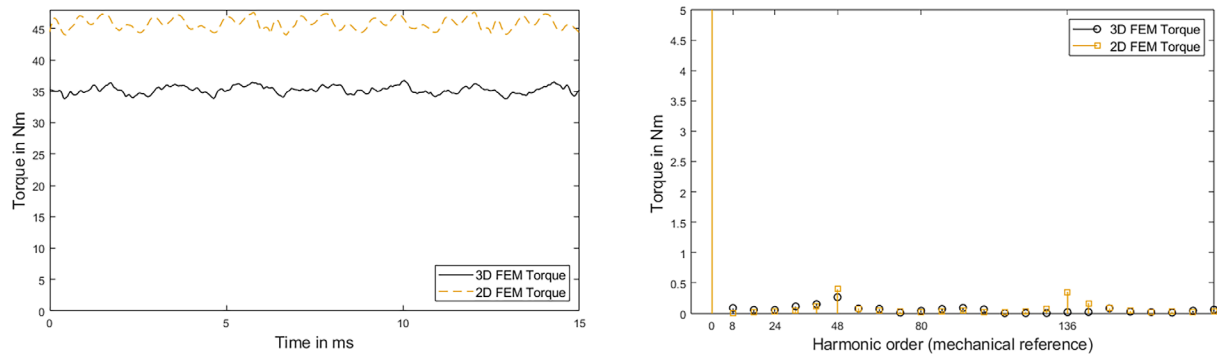 45
40
35
30
25
20
15
10
5
0
Torque in Nm
3D FEM Torque
2D FEM Torque
0 5 10 15
Time in ms
5
4.5
4
3.5
3
2.5
2
1.5
1
0.5
0
Torque in Nm
3D FEM Torque
2D FEM Torque
0 8 24 48 80 136
Harmonic order (mechanical reference)